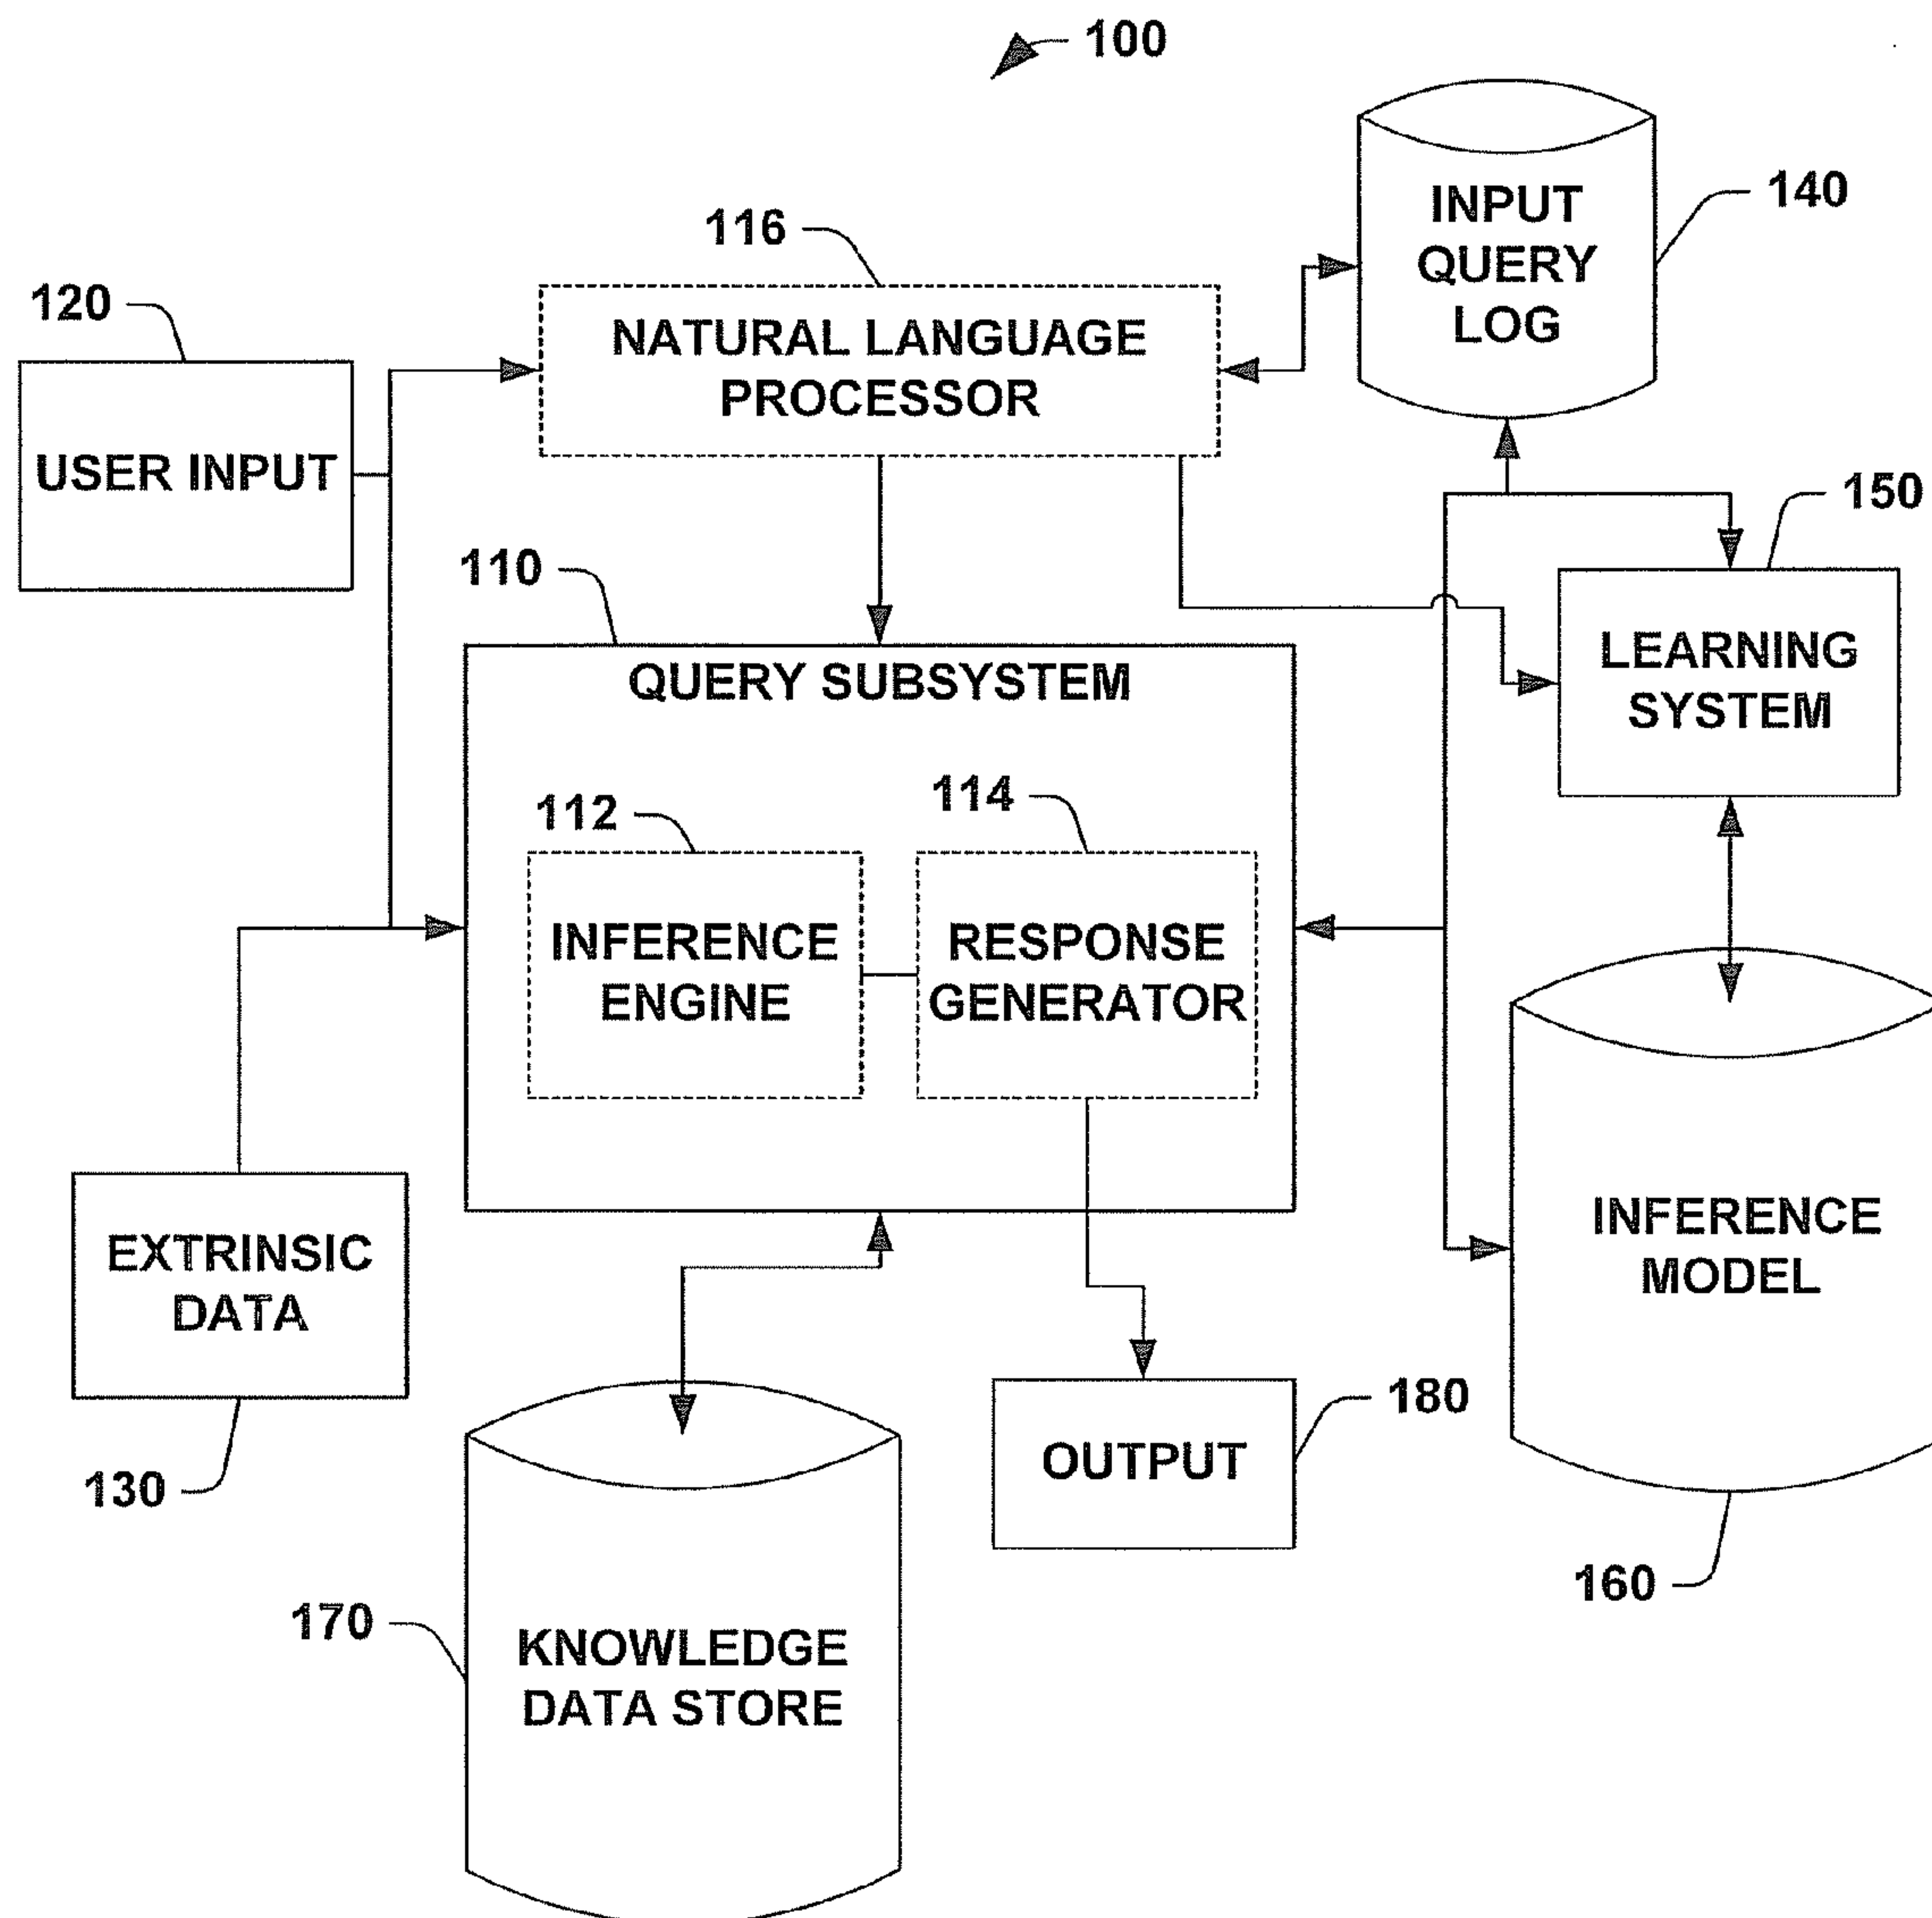 100
INPUT
QUERY
LOG
140
116
NATURAL LANGUAGE
PROCESSOR
120
USER INPUT
150
LEARNING
SYSTEM
110
QUERY SUBSYSTEM
112
INFERENCE
ENGINE
114
RESPONSE
GENERATOR
EXTRINSIC
DATA
130
INFERENCE
MODEL
160
OUTPUT
180
170
KNOWLEDGE
DATA STORE